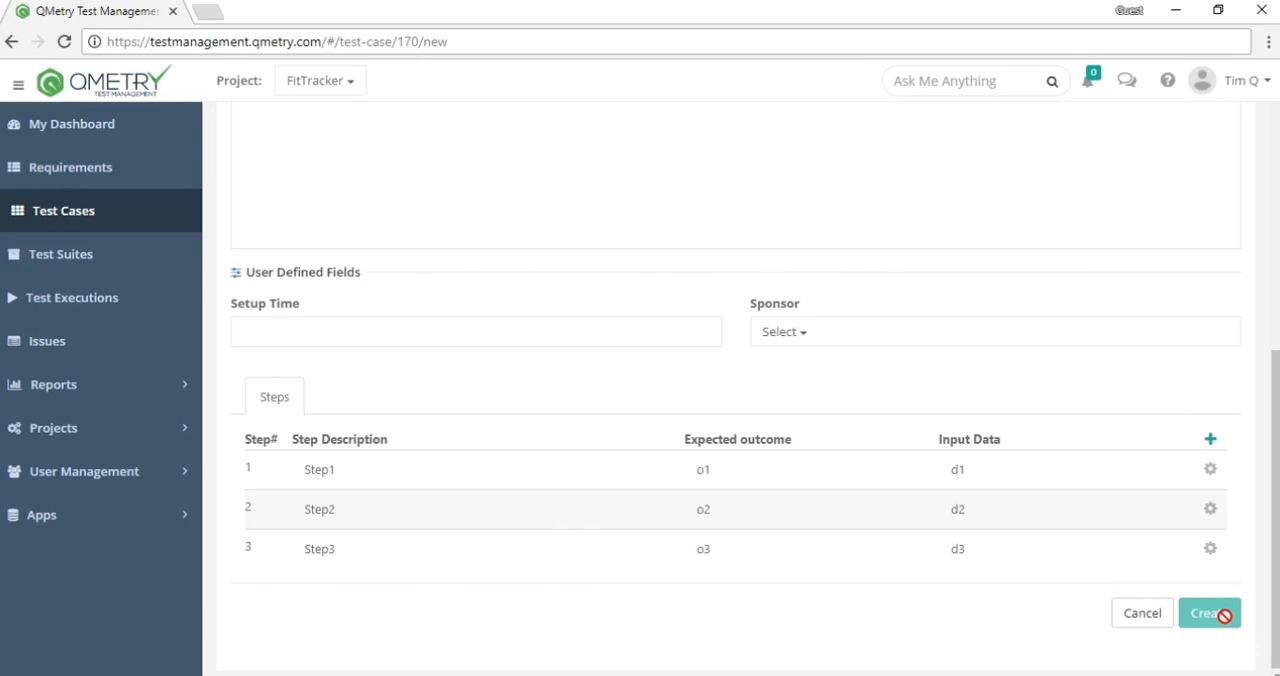 QMetry Test Managemen
Guest
https://testmanagement.qmetry.com/#/test-case/170/new
QMETRY
TEST MANAGEMENT
Project:
FitTracker
Ask Me Anything
0
Tim Q
My Dashboard
Requirements
Test Cases
Test Suites
Test Executions
Issues
Reports
Projects
User Management
Apps
User Defined Fields
Setup Time
Sponsor
Select
Steps
Step# Step Description Expected outcome Input Data
1 Step1 o1 d1
2 Step2 o2 d2
3 Step3 o3 d3
Cancel
Crea